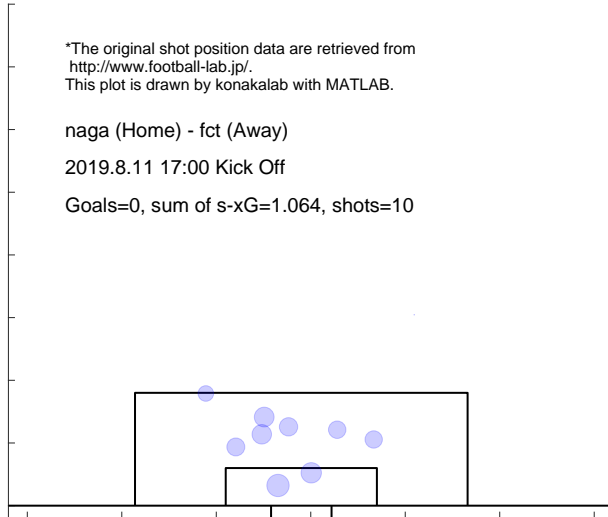 *The original shot position data are retrieved from
http://www.football-lab.jp/.
This plot is drawn by konakalab with MATLAB.
naga (Home) - fct (Away)
2019.8.11 17:00 Kick Off
Goals=0, sum of s-xG=1.064, shots=10